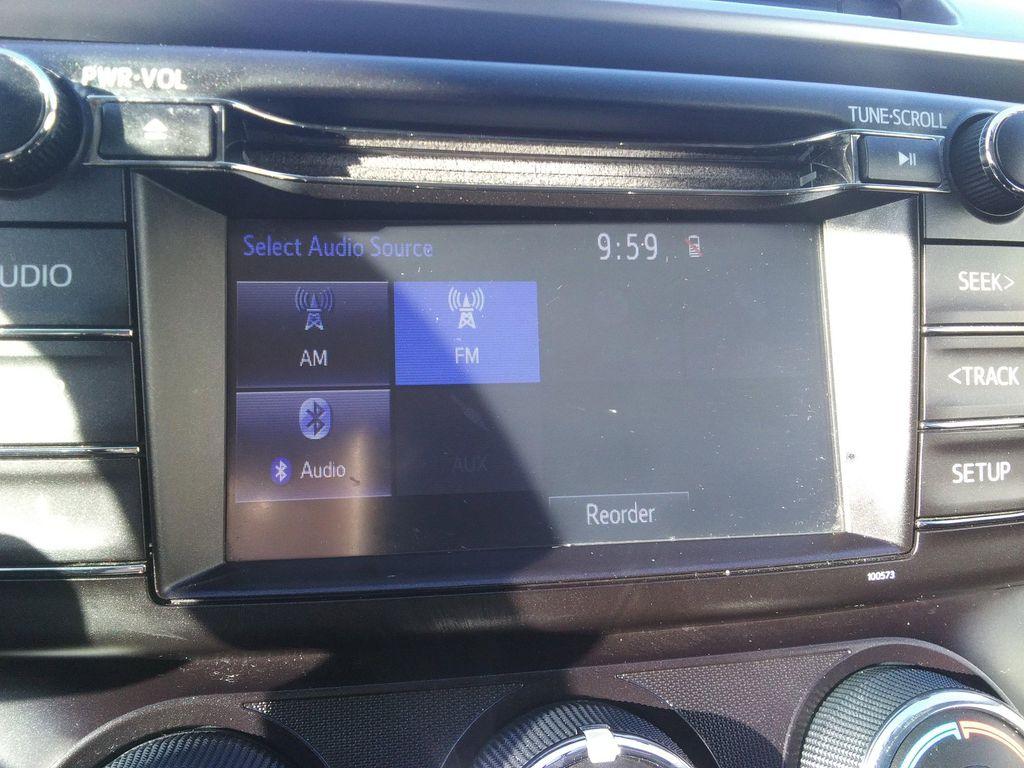 PWR·VOL
TUNE·SCROLL
UDIO
Select Audio Source
9:59
SEEK>
AM
FM
<TRACK
Audio
AUX
SETUP
Reorder
100573